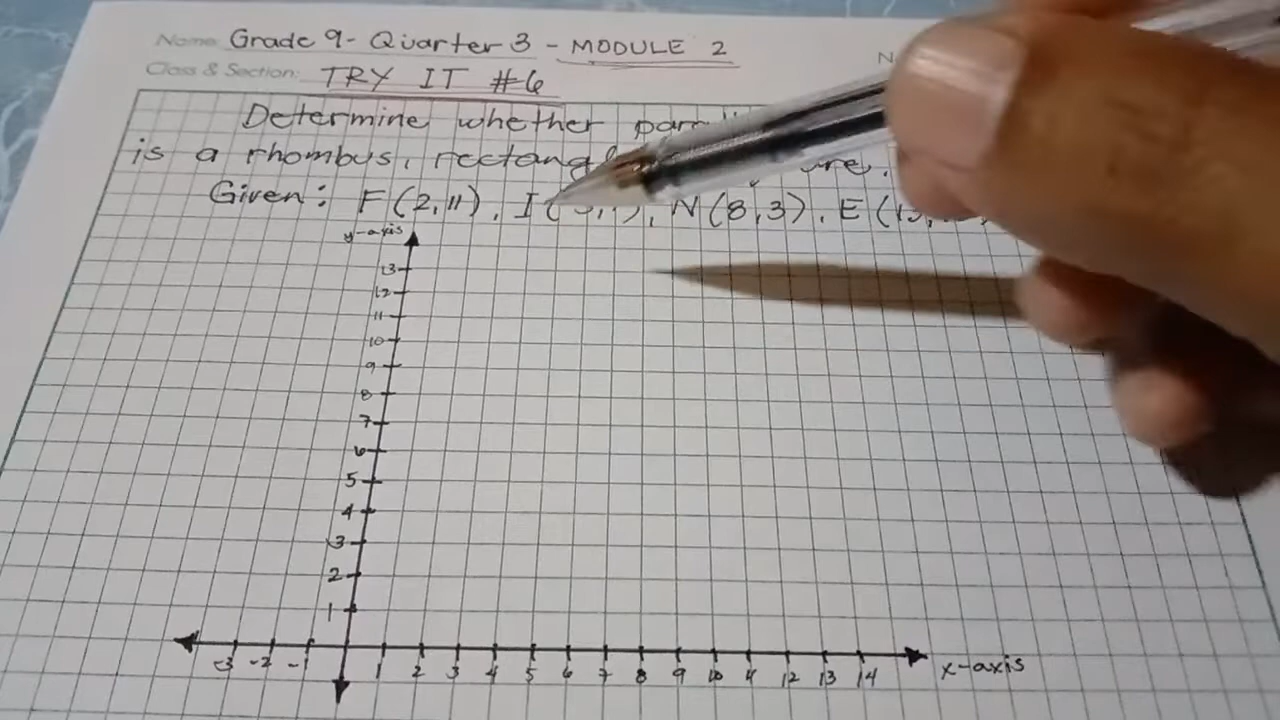 Name: Grade 9- Quarter 3 - MODULE 2
N
Class & Section: TRY IT #6
Determine whether
is a rhombus, rectangle
Given: F(2,11), I( N(8,3). E(
y-axis
13
12
11
10
9
8
7
6
5
4
3
2
1
-3 -2 -1 1 2 3 4 5 6 7 8 9 10 11 12 13 14 x-axis